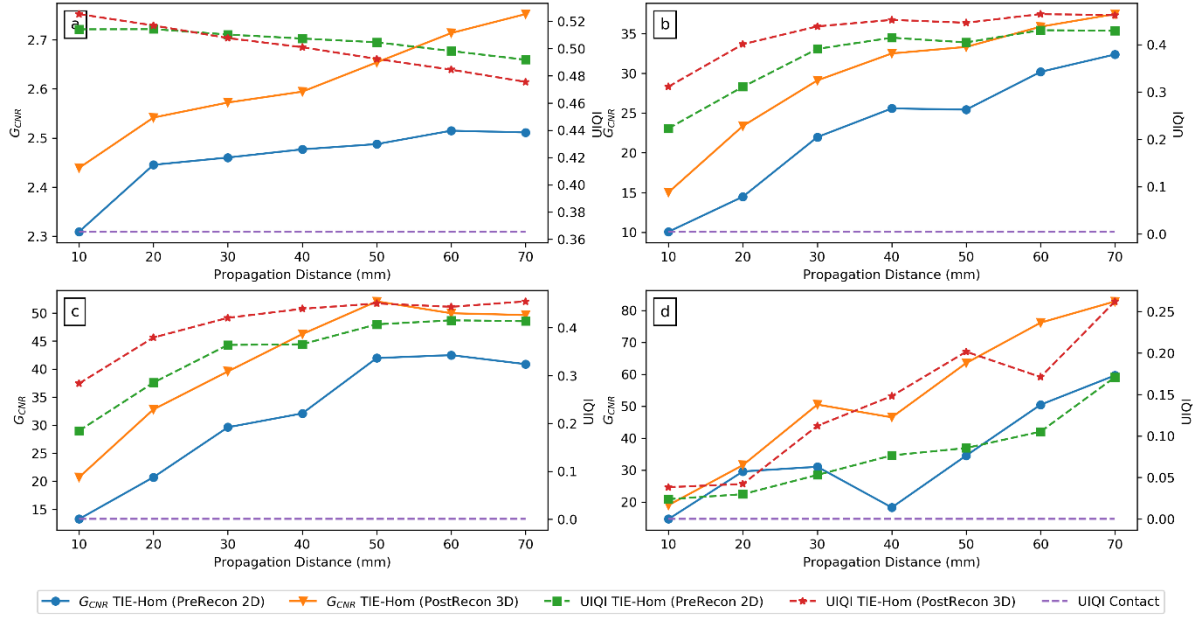 a
2.7
2.6
2.5
2.4
2.3
G_CNR
0.52
0.50
0.48
0.46
0.44
0.42
0.40
0.38
0.36
UIQI
10 20 30 40 50 60 70
Propagation Distance (mm)
b
35
30
25
20
15
10
G_CNR
0.4
0.3
0.2
0.1
0.0
UIQI
10 20 30 40 50 60 70
Propagation Distance (mm)
c
50
45
40
35
30
25
20
15
G_CNR
0.4
0.3
0.2
0.1
0.0
UIQI
10 20 30 40 50 60 70
Propagation Distance (mm)
d
80
70
60
50
40
30
20
G_CNR
0.25
0.20
0.15
0.10
0.05
0.00
UIQI
10 20 30 40 50 60 70
Propagation Distance (mm)
G_CNR TIE-Hom (PreRecon 2D) G_CNR TIE-Hom (PostRecon 3D) UIQI TIE-Hom (PreRecon 2D) UIQI TIE-Hom (PostRecon 3D) UIQI Contact